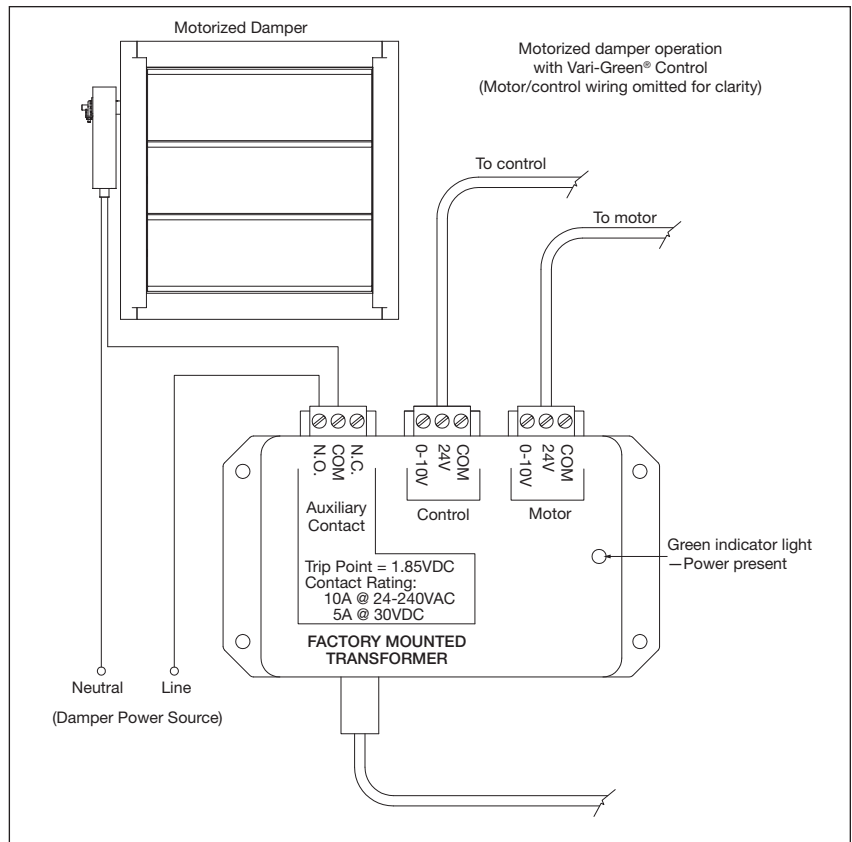 Motorized Damper
Motorized damper operation
with Vari-Green® Control
(Motor/control wiring omitted for clarity)
To control
To motor
N.O.
COM
N.C.
0-10V
24V
COM
0-10V
24V
COM
Auxiliary
Contact
Control
Motor
Green indicator light
—Power present
Trip Point = 1.85VDC
Contact Rating:
10A @ 24-240VAC
5A @ 30VDC
FACTORY MOUNTED
TRANSFORMER
Neutral
Line
(Damper Power Source)